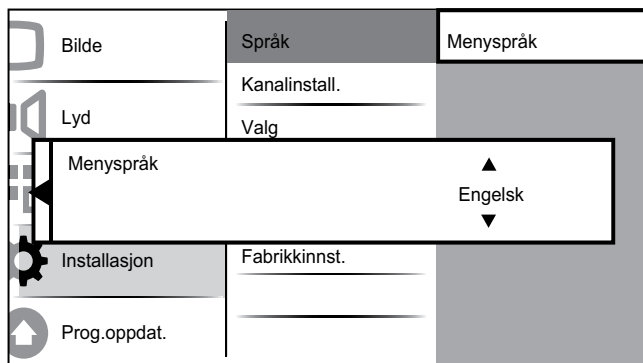 Bilde
Språk
Menyspråk
Kanalinstall.
Lyd
Valg
Menyspråk
Engelsk
Installasjon
Fabrikkinnst.
Prog.oppdat.